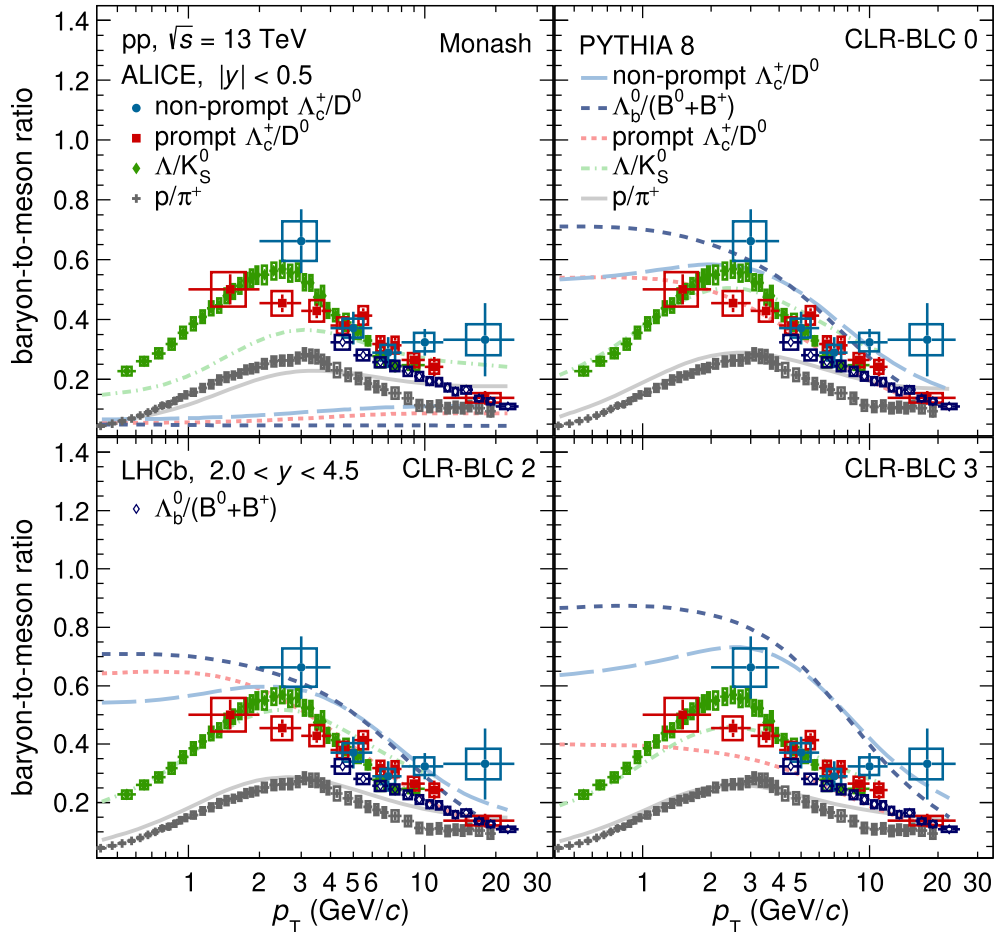 pp, √s = 13 TeV
Monash
ALICE, |y| < 0.5
non-prompt Λc+/D0
prompt Λc+/D0
Λ/KS0
p/π+
baryon-to-meson ratio
1.4
1.2
1.0
0.8
0.6
0.4
0.2
PYTHIA 8
CLR-BLC 0
non-prompt Λc+/D0
Λb0/(B0+B+)
prompt Λc+/D0
Λ/KS0
p/π+
LHCb, 2.0 < y < 4.5
CLR-BLC 2
Λb0/(B0+B+)
baryon-to-meson ratio
1.4
1.2
1.0
0.8
0.6
0.4
0.2
1 2 3 4 5 6 10 20 30
pT (GeV/c)
CLR-BLC 3
1 2 3 4 5 10 20 30
pT (GeV/c)